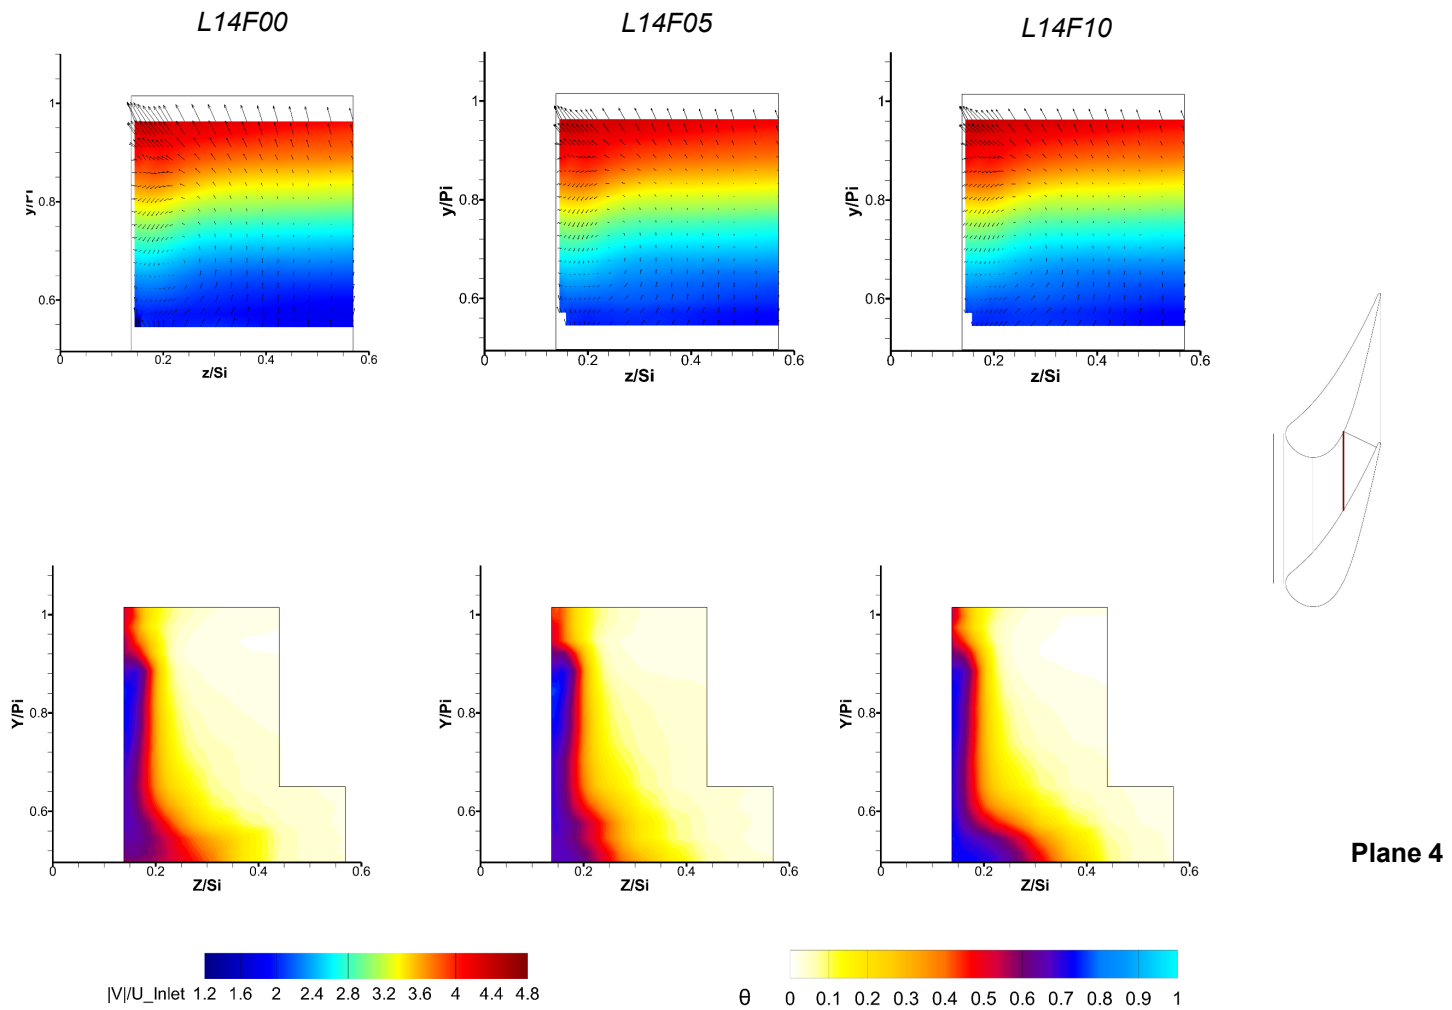 L14F00 L14F05 L14F10
1 1 1
y/Pi y/Pi y/Pi
0.8 0.8 0.8
0.6 0.6 0.6
0 0.2 0.4 0.6 0 0.2 0.4 0.6 0 0.2 0.4 0.6
z/Si z/Si z/Si
1 1 1
Y/Pi Y/Pi Y/Pi
0.8 0.8 0.8
0.6 0.6 0.6
Plane 4
0 0.2 0.4 0.6 0 0.2 0.4 0.6 0 0.2 0.4 0.6
Z/Si Z/Si Z/Si
|V|/U_Inlet 1.2 1.6 2 2.4 2.8 3.2 3.6 4 4.4 4.8
θ 0 0.1 0.2 0.3 0.4 0.5 0.6 0.7 0.8 0.9 1